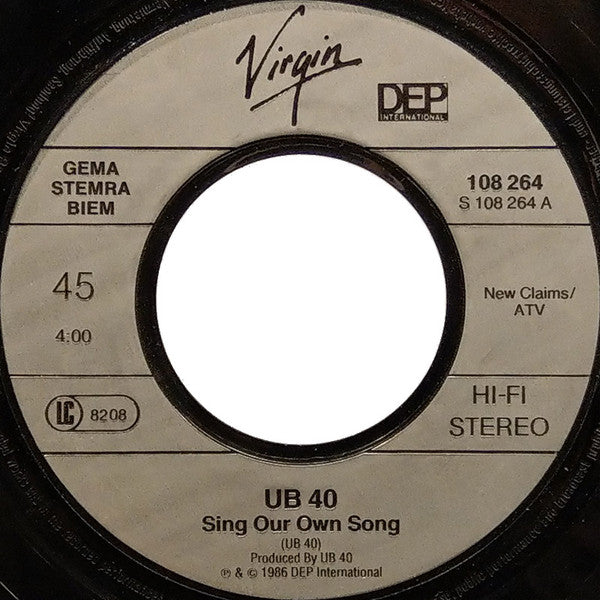 Virgin
DEP
INTERNATIONAL
GEMA
STEMRA
BIEM
108 264
S 108 264 A
45
4:00
New Claims/
ATV
LC 8208
HI-FI
STEREO
UB 40
Sing Our Own Song
(UB 40)
Produced By UB 40
℗ & © 1986 DEP International